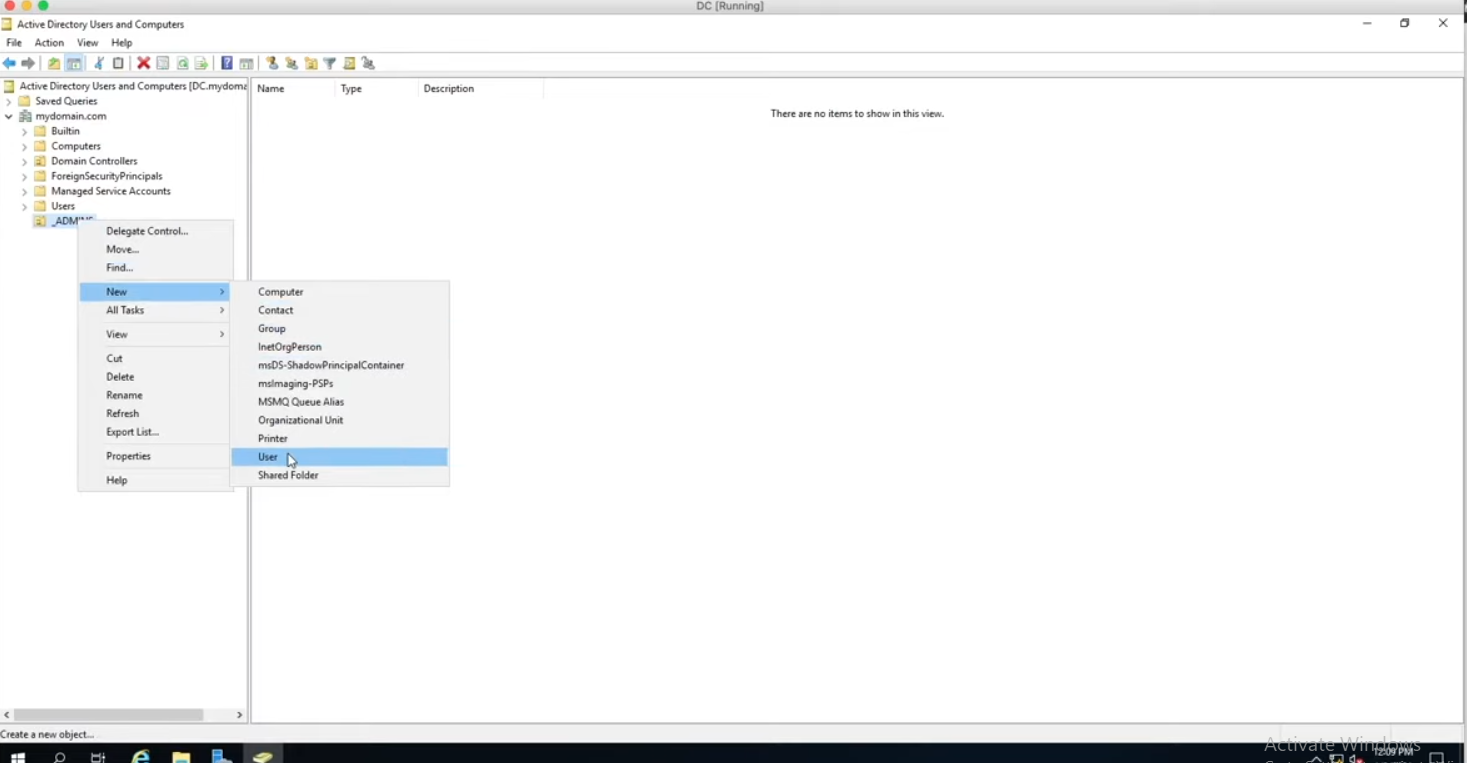 DC [Running]
Active Directory Users and Computers
File Action View Help
Active Directory Users and Computers [DC.mydoma
Saved Queries
mydomain.com
Builtin
Computers
Domain Controllers
ForeignSecurityPrincipals
Managed Service Accounts
Users
_ADMINS
Name Type Description
There are no items to show in this view.
Delegate Control...
Move...
Find...
New
All Tasks
View
Cut
Delete
Rename
Refresh
Export List...
Properties
Help
Computer
Contact
Group
InetOrgPerson
msDS-ShadowPrincipalContainer
msImaging-PSPs
MSMQ Queue Alias
Organizational Unit
Printer
User
Shared Folder
Create a new object...
Activate Windows
12:09 PM